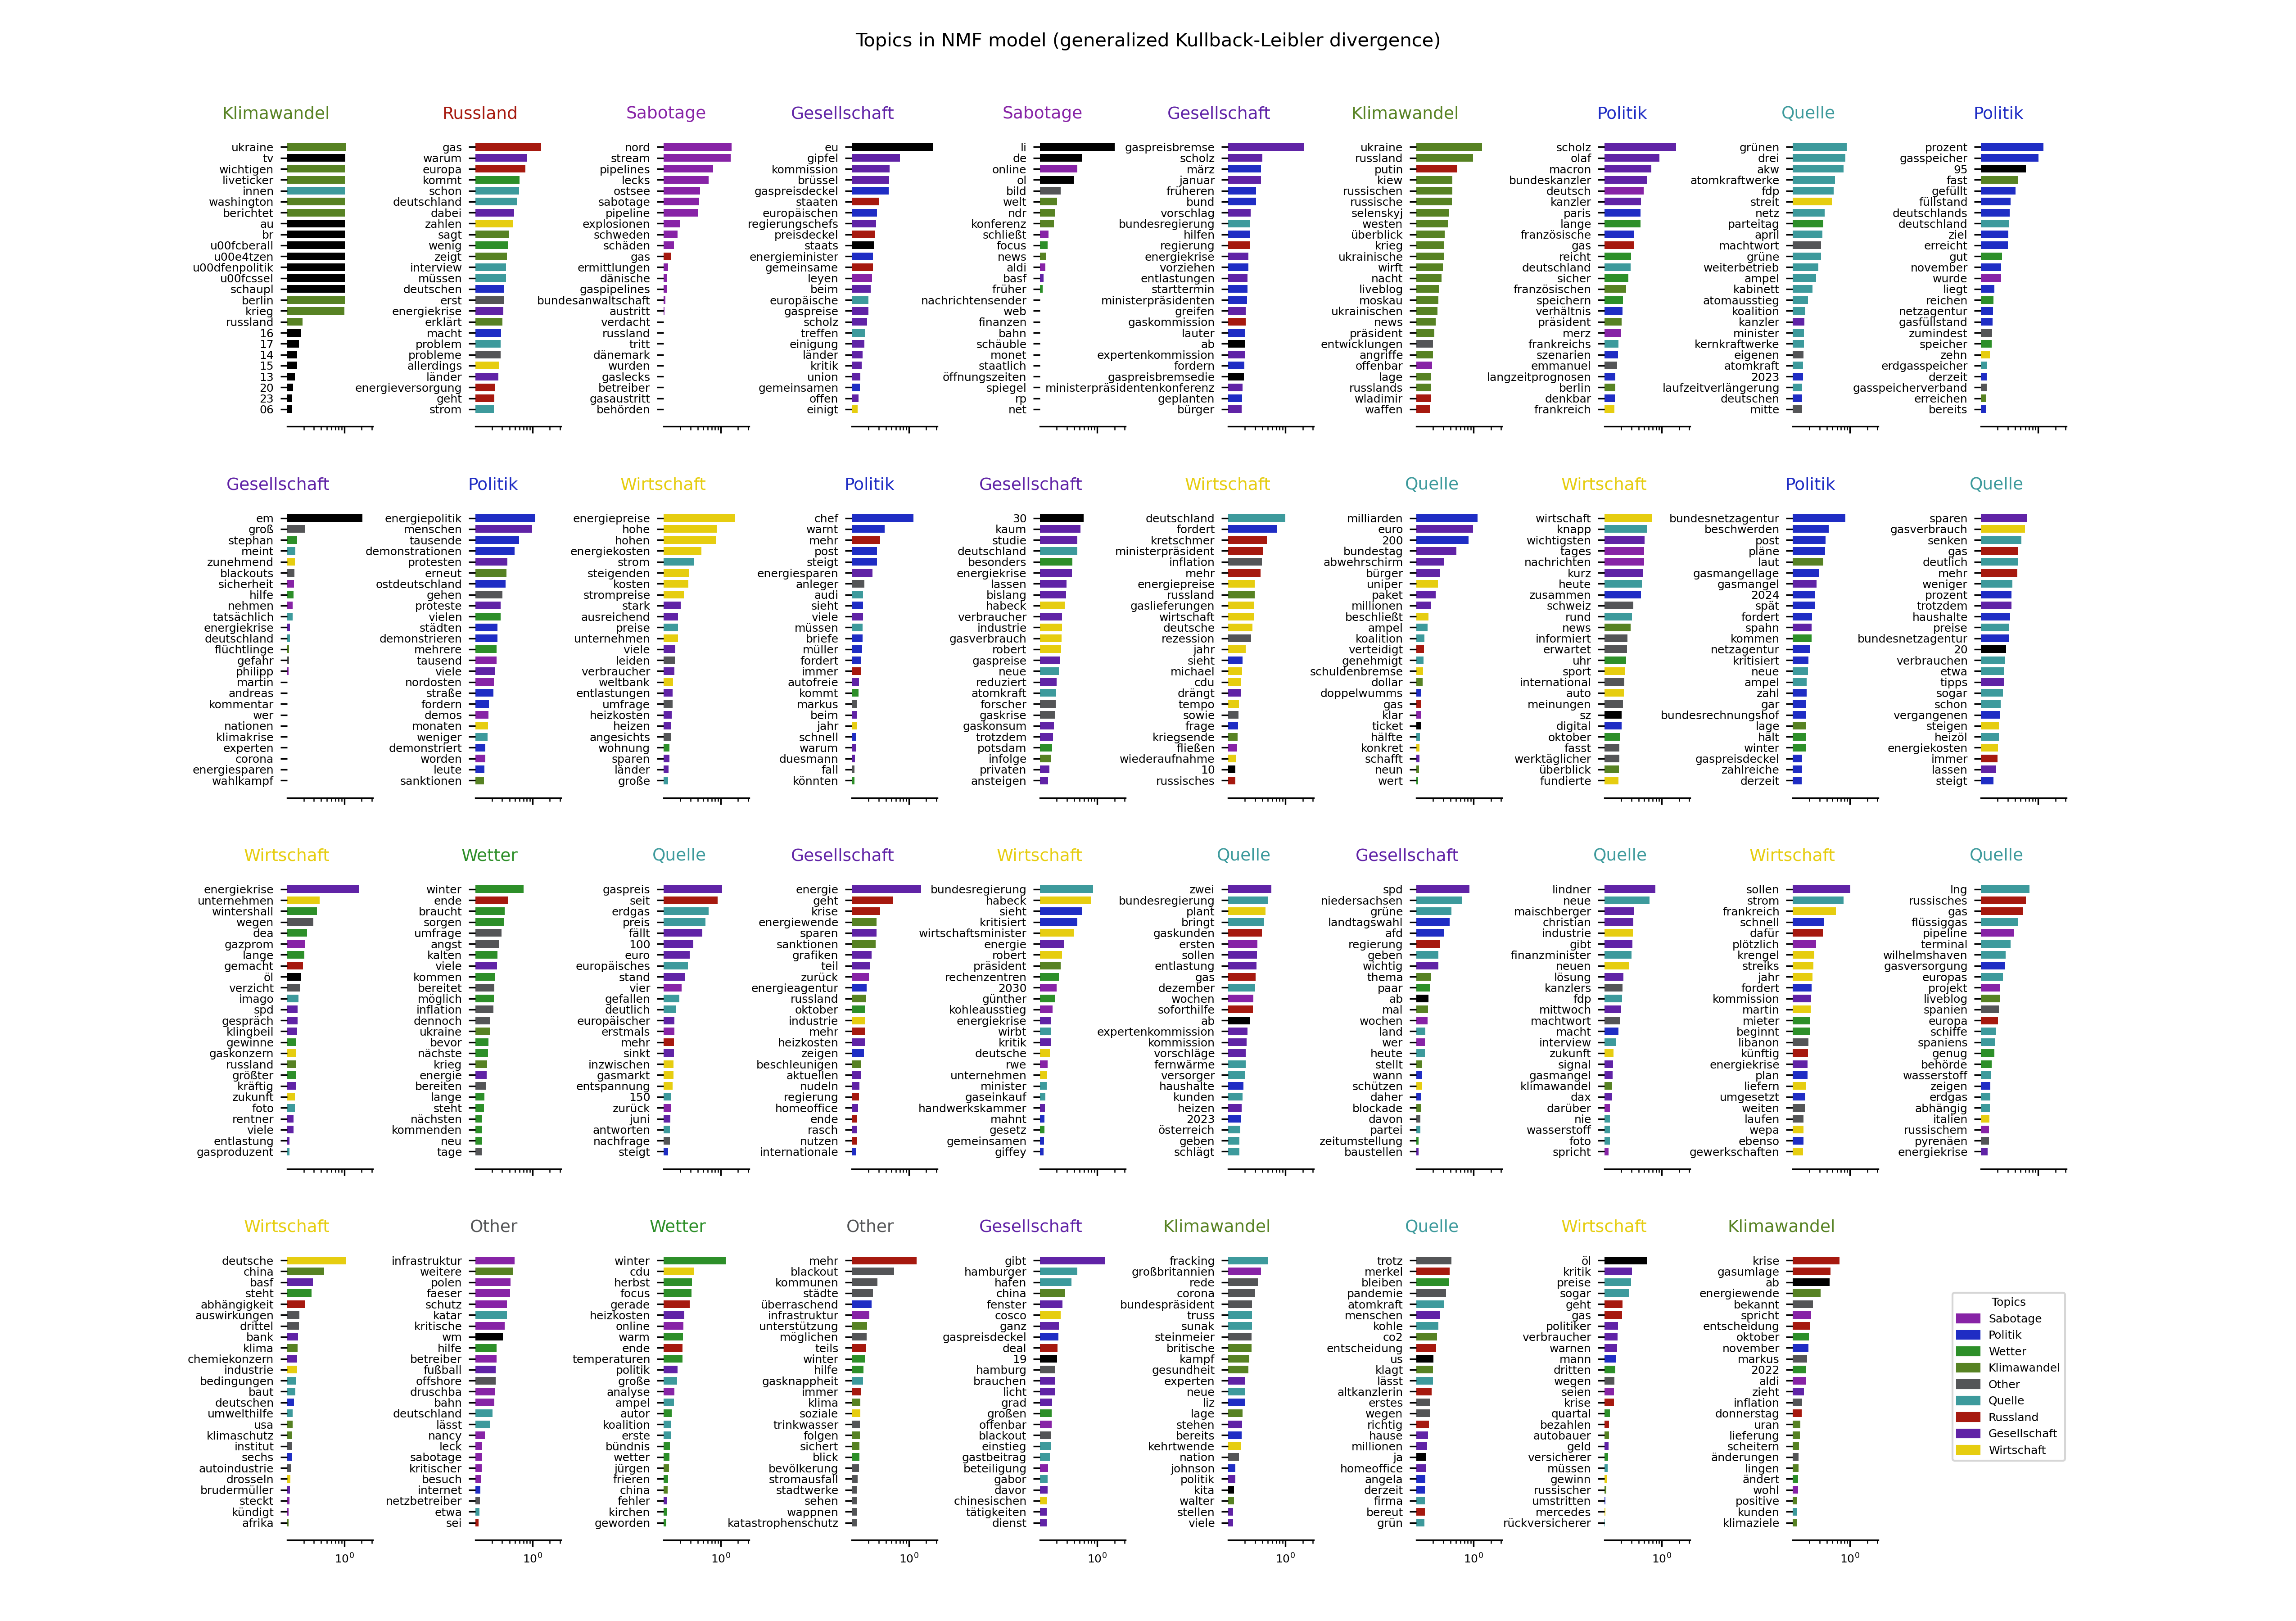 Topics in NMF model (generalized Kullback-Leibler divergence)
Klimawandel
ukraine
tv
wichtigen
liveticker
innen
washington
berichtet
au
br
u00fcberall
u00e4tzen
u00dfenpolitik
u00fcssel
schaupl
berlin
krieg
russland
16
17
14
15
13
20
23
06
Russland
gas
warum
europa
kommt
schon
deutschland
dabei
zahlen
sagt
wenig
zeigt
interview
müssen
deutschen
erst
energiekrise
erklärt
macht
problem
probleme
allerdings
länder
energieversorgung
geht
strom
Sabotage
nord
stream
pipelines
lecks
ostsee
sabotage
pipeline
explosionen
schweden
schäden
gas
ermittlungen
dänische
gaspipelines
bundesanwaltschaft
austritt
verdacht
russland
tritt
dänemark
wurden
gaslecks
betreiber
gasaustritt
behörden
Gesellschaft
eu
gipfel
kommission
brüssel
gaspreisdeckel
staaten
europäischen
regierungschefs
preisdeckel
staats
energieminister
gemeinsame
leyen
beim
europäische
gaspreise
scholz
treffen
einigung
länder
kritik
union
gemeinsamen
offen
einigt
Sabotage
li
de
online
ol
bild
welt
ndr
konferenz
schließt
focus
news
aldi
basf
früher
nachrichtensender
web
finanzen
bahn
schäuble
monet
staatlich
öffnungszeiten
spiegel
rp
net
Gesellschaft
gaspreisbremse
scholz
märz
januar
früheren
bund
vorschlag
bundesregierung
hilfen
regierung
energiekrise
vorziehen
entlastungen
starttermin
ministerpräsidenten
greifen
gaskommission
lauter
ab
expertenkommission
fordern
gaspreisbremsedie
ministerpräsidentenkonferenz
geplanten
bürger
Klimawandel
ukraine
russland
putin
kiew
russischen
russische
selenskyj
westen
überblick
krieg
ukrainische
wirft
nacht
liveblog
moskau
ukrainischen
news
präsident
entwicklungen
angriffe
offenbar
lage
russlands
wladimir
waffen
Politik
scholz
olaf
macron
bundeskanzler
deutsch
kanzler
paris
lange
französische
gas
reicht
deutschland
sicher
französischen
speichern
verhältnis
präsident
merz
frankreichs
szenarien
emmanuel
langzeitprognosen
berlin
denkbar
frankreich
Quelle
grünen
drei
akw
atomkraftwerke
fdp
streit
netz
parteitag
april
machtwort
grüne
weiterbetrieb
ampel
kabinett
atomausstieg
koalition
kanzler
minister
kernkraftwerke
eigenen
atomkraft
2023
laufzeitverlängerung
deutschen
mitte
Politik
prozent
gasspeicher
95
fast
gefüllt
füllstand
deutschlands
deutschland
ziel
erreicht
gut
november
wurde
liegt
reichen
netzagentur
gasfüllstand
zumindest
speicher
zehn
erdgasspeicher
derzeit
gasspeicherverband
erreichen
bereits
Gesellschaft
em
groß
stephan
meint
zunehmend
blackouts
sicherheit
hilfe
nehmen
tatsächlich
energiekrise
deutschland
flüchtlinge
gefahr
philipp
martin
andreas
kommentar
wer
nationen
klimakrise
experten
corona
energiesparen
wahlkampf
Politik
energiepolitik
menschen
tausende
demonstrationen
protesten
erneut
ostdeutschland
gehen
proteste
vielen
städten
demonstrieren
mehrere
tausend
viele
nordosten
straße
fordern
demos
monaten
weniger
demonstriert
worden
leute
sanktionen
Wirtschaft
energiepreise
hohe
hohen
energiekosten
strom
steigenden
kosten
strompreise
stark
ausreichend
preise
unternehmen
viele
leiden
verbraucher
weltbank
entlastungen
umfrage
heizkosten
heizen
angesichts
wohnung
sparen
länder
große
Politik
chef
warnt
mehr
post
steigt
energiesparen
anleger
audi
sieht
viele
müssen
briefe
müller
fordert
immer
autofreie
kommt
markus
beim
jahr
schnell
warum
duesmann
fall
könnten
Gesellschaft
30
kaum
studie
deutschland
besonders
energiekrise
lassen
bislang
habeck
verbraucher
industrie
gasverbrauch
robert
gaspreise
neue
reduziert
atomkraft
forscher
gaskrise
gaskonsum
trotzdem
potsdam
infolge
privaten
ansteigen
Wirtschaft
deutschland
fordert
kretschmer
ministerpräsident
inflation
mehr
energiepreise
russland
gaslieferungen
wirtschaft
deutsche
rezession
jahr
sieht
michael
cdu
drängt
tempo
sowie
frage
kriegsende
fließen
wiederaufnahme
10
russisches
Quelle
milliarden
euro
200
bundestag
abwehrschirm
bürger
uniper
paket
millionen
beschließt
ampel
koalition
verteidigt
genehmigt
schuldenbremse
dollar
doppelwumms
gas
klar
ticket
hälfte
konkret
schafft
neun
wert
Wirtschaft
wirtschaft
knapp
wichtigsten
tages
nachrichten
kurz
heute
zusammen
schweiz
rund
news
informiert
erwartet
uhr
sport
international
auto
meinungen
sz
digital
oktober
fasst
werktäglicher
überblick
fundierte
Politik
bundesnetzagentur
beschwerden
post
pläne
laut
gasmangellage
gasmangel
2024
spät
fordert
spahn
kommen
netzagentur
kritisiert
neue
ampel
zahl
gar
bundesrechnungshof
lage
hält
winter
gaspreisdeckel
zahlreiche
derzeit
Quelle
sparen
gasverbrauch
senken
gas
deutlich
mehr
weniger
prozent
trotzdem
haushalte
preise
bundesnetzagentur
20
verbrauchen
etwa
tipps
sogar
schon
vergangenen
steigen
heizöl
energiekosten
immer
lassen
steigt
Wirtschaft
energiekrise
unternehmen
wintershall
wegen
dea
gazprom
lange
gemacht
öl
verzicht
imago
spd
gespräch
klingbeil
gewinne
gaskonzern
russland
größter
kräftig
zukunft
foto
rentner
viele
entlastung
gasproduzent
Wetter
winter
ende
braucht
sorgen
umfrage
angst
kalten
viele
kommen
bereitet
möglich
inflation
dennoch
ukraine
bevor
nächste
krieg
energie
bereiten
lange
steht
nächsten
kommenden
neu
tage
Quelle
gaspreis
seit
erdgas
preis
fällt
100
euro
europäisches
stand
vier
gefallen
deutlich
europäischer
erstmals
mehr
sinkt
inzwischen
gasmarkt
entspannung
150
zurück
juni
antworten
nachfrage
steigt
Gesellschaft
energie
geht
krise
energiewende
sparen
sanktionen
grafiken
teil
zurück
energieagentur
russland
oktober
industrie
mehr
heizkosten
zeigen
beschleunigen
aktuellen
nudeln
regierung
homeoffice
ende
rasch
nutzen
internationale
Wirtschaft
bundesregierung
habeck
sieht
kritisiert
wirtschaftsminister
energie
robert
präsident
rechenzentren
2030
günther
kohleausstieg
energiekrise
wirbt
kritik
deutsche
rwe
unternehmen
minister
gaseinkauf
handwerkskammer
mahnt
gesetz
gemeinsamen
giffey
Quelle
zwei
bundesregierung
plant
bringt
gaskunden
ersten
sollen
entlastung
gas
dezember
wochen
soforthilfe
ab
expertenkommission
kommission
vorschläge
fernwärme
versorger
haushalte
kunden
heizen
2023
österreich
geben
schlägt
Gesellschaft
spd
niedersachsen
grüne
landtagswahl
afd
regierung
geben
wichtig
thema
paar
ab
mal
wochen
land
wer
heute
stellt
wann
schützen
daher
blockade
davon
partei
zeitumstellung
baustellen
Quelle
lindner
neue
maischberger
christian
industrie
gibt
finanzminister
neuen
lösung
kanzlers
fdp
mittwoch
machtwort
macht
interview
zukunft
signal
gasmangel
klimawandel
dax
darüber
nie
wasserstoff
foto
spricht
Wirtschaft
sollen
strom
frankreich
schnell
dafür
plötzlich
krengel
streiks
jahr
fordert
kommission
martin
mieter
beginnt
libanon
künftig
energiekrise
plan
liefern
umgesetzt
weiten
laufen
wepa
ebenso
gewerkschaften
Quelle
lng
russisches
gas
flüssiggas
pipeline
terminal
wilhelmshaven
gasversorgung
europas
projekt
liveblog
spanien
europa
schiffe
spaniens
genug
behörde
wasserstoff
zeigen
erdgas
abhängig
italien
russischem
pyrenäen
energiekrise
Wirtschaft
deutsche
china
basf
steht
abhängigkeit
auswirkungen
drittel
bank
klima
chemiekonzern
industrie
bedingungen
baut
deutschen
umwelthilfe
usa
klimaschutz
institut
sechs
autoindustrie
drosseln
brudermüller
steckt
kündigt
afrika
10⁰
Other
infrastruktur
weitere
polen
faeser
schutz
katar
kritische
wm
hilfe
betreiber
fußball
offshore
druschba
bahn
deutschland
lässt
nancy
leck
sabotage
kritischer
besuch
internet
netzbetreiber
etwa
sei
10⁰
Wetter
winter
cdu
herbst
focus
gerade
heizkosten
online
warm
ende
temperaturen
politik
große
analyse
ampel
autor
koalition
erste
bündnis
wetter
jürgen
frieren
china
fehler
kirchen
geworden
10⁰
Other
mehr
blackout
kommunen
städte
überraschend
infrastruktur
unterstützung
möglichen
teils
winter
hilfe
gasknappheit
immer
klima
soziale
trinkwasser
folgen
sichert
blick
bevölkerung
stromausfall
stadtwerke
sehen
wappnen
katastrophenschutz
10⁰
Gesellschaft
gibt
hamburger
hafen
china
fenster
cosco
ganz
gaspreisdeckel
deal
19
hamburg
brauchen
licht
grad
großen
offenbar
blackout
einstieg
gastbeitrag
beteiligung
gabor
davor
chinesischen
tätigkeiten
dienst
10⁰
Klimawandel
fracking
großbritannien
rede
corona
bundespräsident
truss
sunak
steinmeier
britische
kampf
gesundheit
experten
neue
liz
lage
stehen
bereits
kehrtwende
nation
johnson
politik
kita
walter
stellen
viele
10⁰
Quelle
trotz
merkel
bleiben
pandemie
atomkraft
menschen
kohle
co2
entscheidung
us
klagt
lässt
altkanzlerin
erstes
wegen
richtig
hause
millionen
ja
homeoffice
angela
derzeit
firma
bereut
grün
10⁰
Wirtschaft
öl
kritik
preise
sogar
geht
gas
politiker
verbraucher
warnen
mann
dritten
wegen
seien
krise
quartal
bezahlen
autobauer
geld
versicherer
müssen
gewinn
russischer
umstritten
mercedes
rückversicherer
10⁰
Klimawandel
krise
gasumlage
ab
energiewende
bekannt
spricht
entscheidung
oktober
november
markus
2022
aldi
zieht
inflation
donnerstag
uran
lieferung
scheitern
änderungen
lingen
ändert
wohl
positive
kunden
klimaziele
10⁰
Topics
Sabotage
Politik
Wetter
Klimawandel
Other
Quelle
Russland
Gesellschaft
Wirtschaft